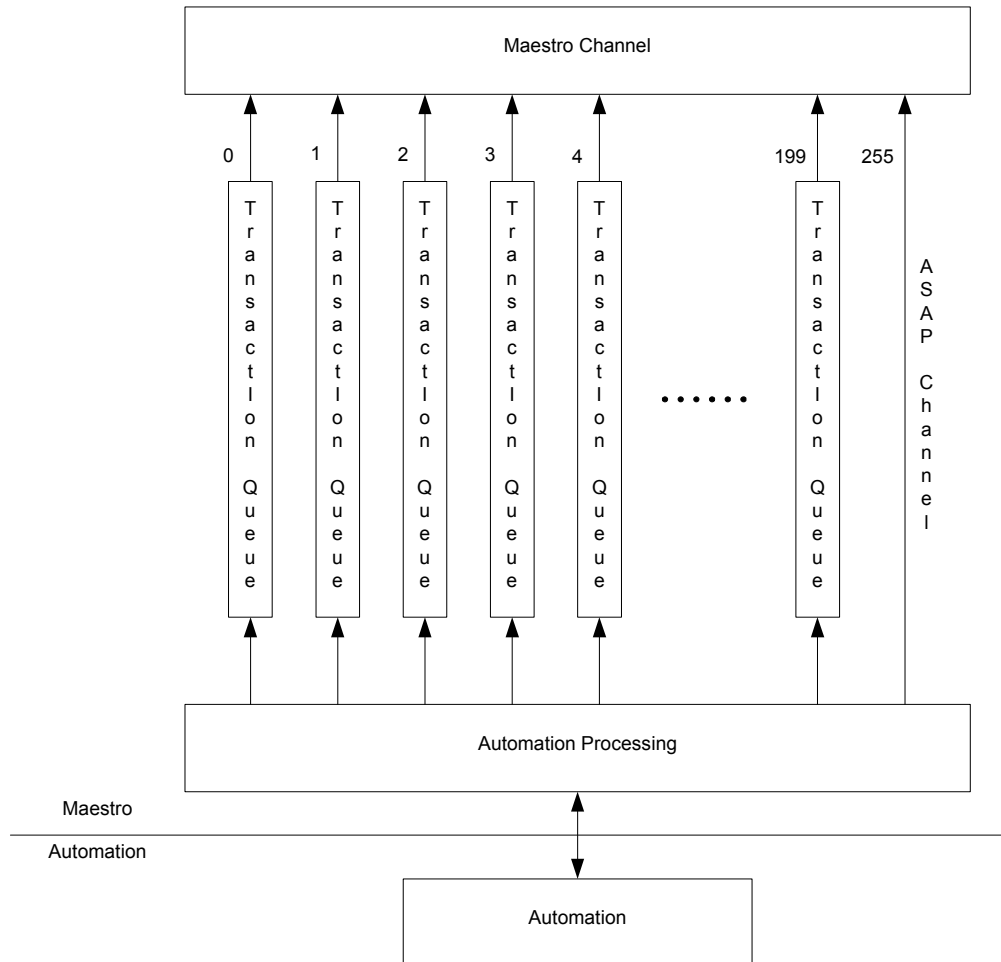 Maestro Channel
0
1
2
3
4
199
255
TransactIon Queue
TransactIon Queue
TransactIon Queue
TransactIon Queue
TransactIon Queue
......
TransactIon Queue
ASAP Channel
Automation Processing
Maestro
Automation
Automation